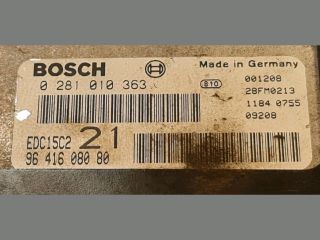 Made in Germany
BOSCH
0 281 010 363
B10
001208
28FM0213
1184 0755
09208
EDC15C2 21
96 416 080 80